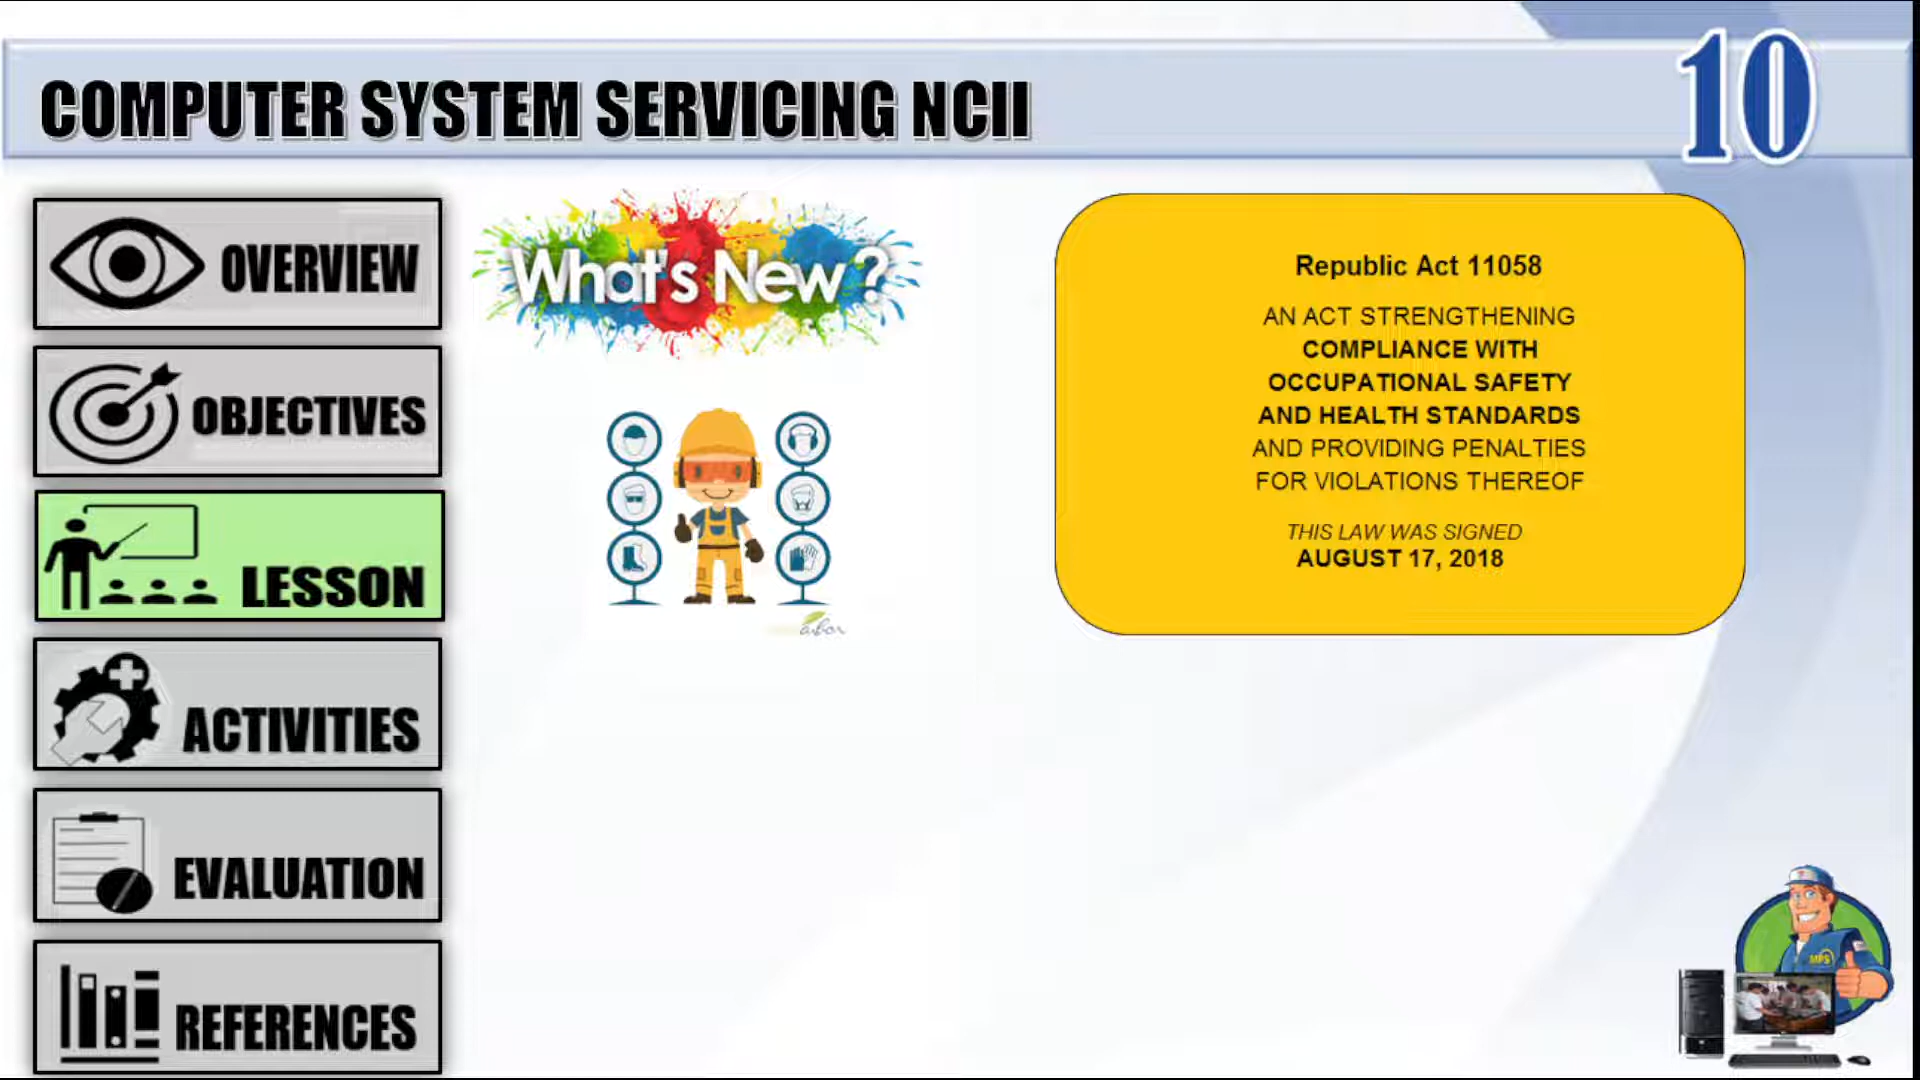 COMPUTER SYSTEM SERVICING NCII
10
OVERVIEW
OBJECTIVES
LESSON
ACTIVITIES
EVALUATION
REFERENCES
What's New?
arbor
Republic Act 11058
AN ACT STRENGTHENING
COMPLIANCE WITH
OCCUPATIONAL SAFETY
AND HEALTH STANDARDS
AND PROVIDING PENALTIES
FOR VIOLATIONS THEREOF
THIS LAW WAS SIGNED
AUGUST 17, 2018
MPS